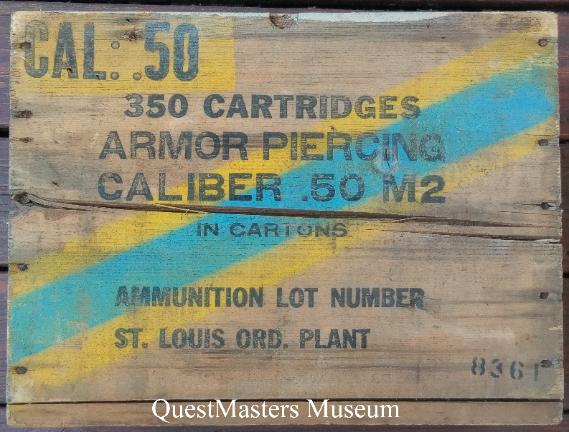 CAL. .50
350 CARTRIDGES
ARMOR PIERCING
CALIBER .50 M2
IN CARTONS
AMMUNITION LOT NUMBER
ST. LOUIS ORD. PLANT
8361
QuestMasters Museum